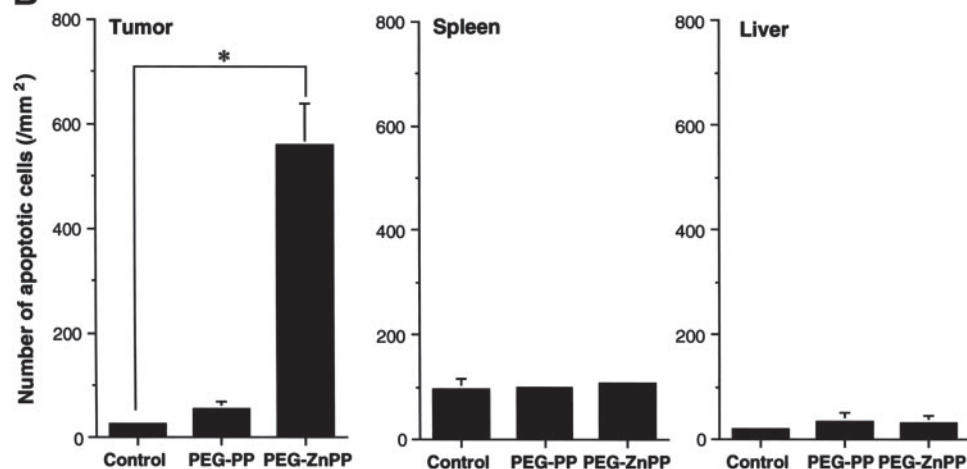 B
Tumor
Spleen
Liver
*
Number of apoptotic cells (/mm²)
800
600
400
200
0
Control PEG-PP PEG-ZnPP
800
600
400
200
0
Control PEG-PP PEG-ZnPP
800
600
400
200
0
Control PEG-PP PEG-ZnPP